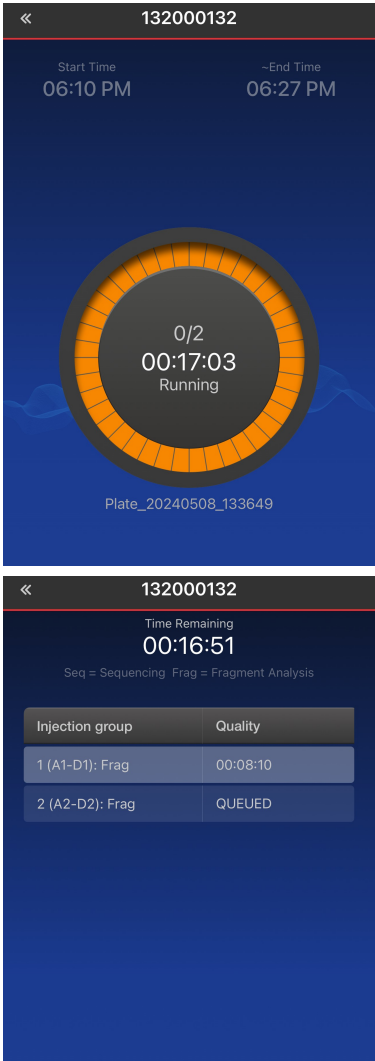 132000132
Start Time
~End Time
06:10 PM
06:27 PM
0/2
00:17:03
Running
Plate_20240508_133649
132000132
Time Remaining
00:16:51
Seq = Sequencing  Frag = Fragment Analysis
Injection group
Quality
1 (A1-D1): Frag
00:08:10
2 (A2-D2): Frag
QUEUED